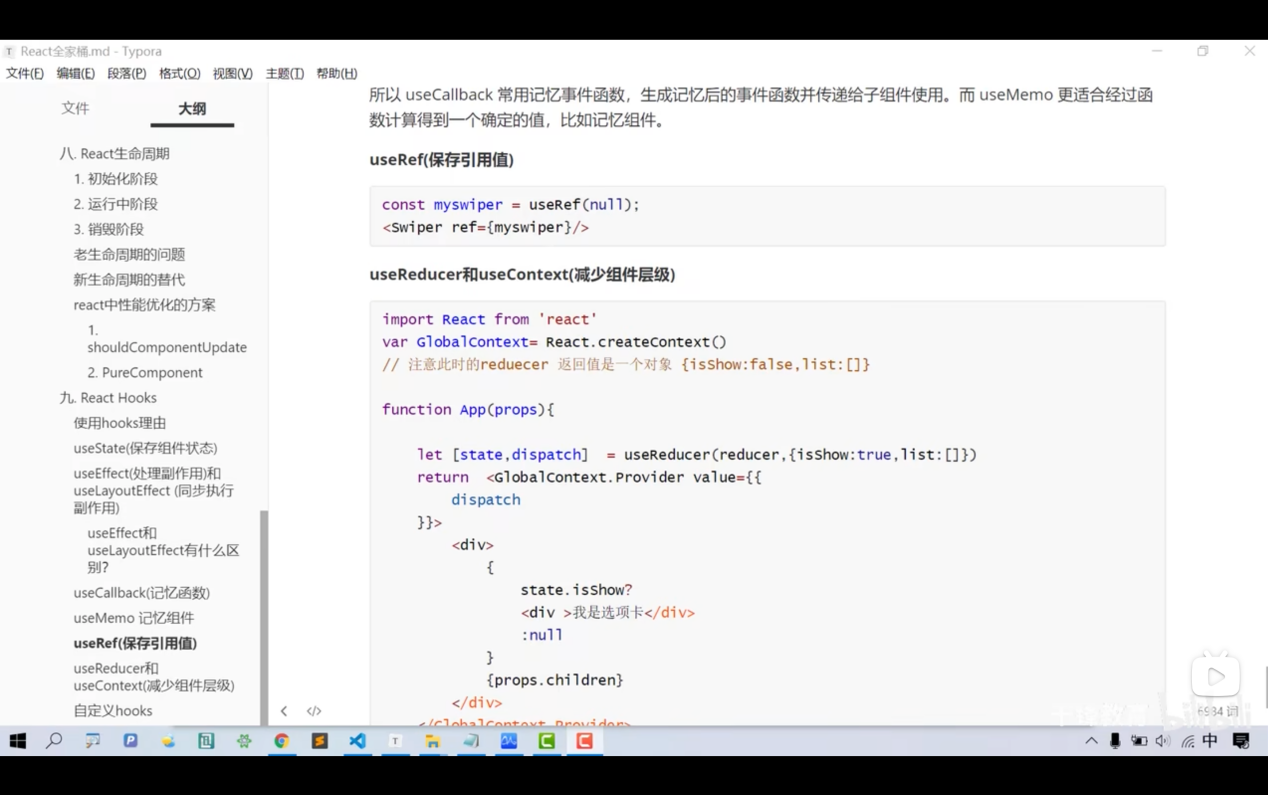 React全家桶.md - Typora
文件(F) 编辑(E) 段落(P) 格式(O) 视图(V) 主题(T) 帮助(H)
文件 大纲
八. React生命周期
1. 初始化阶段
2. 运行中阶段
3. 销毁阶段
老生命周期的问题
新生命周期的替代
react中性能优化的方案
1.
shouldComponentUpdate
2. PureComponent
九. React Hooks
使用hooks理由
useState(保存组件状态)
useEffect(处理副作用)和
useLayoutEffect (同步执行
副作用)
useEffect和
useLayoutEffect有什么区
别?
useCallback(记忆函数)
useMemo 记忆组件
useRef(保存引用值)
useReducer和
useContext(减少组件层级)
自定义hooks
所以 useCallback 常用记忆事件函数，生成记忆后的事件函数并传递给子组件使用。而 useMemo 更适合经过函
数计算得到一个确定的值，比如记忆组件。
useRef(保存引用值)
const myswiper = useRef(null);
<Swiper ref={myswiper}/>
useReducer和useContext(减少组件层级)
import React from 'react'
var GlobalContext= React.createContext()
// 注意此时的reduecer 返回值是一个对象 {isShow:false,list:[]}
function App(props){
let [state,dispatch]  = useReducer(reducer,{isShow:true,list:[]})
return  <GlobalContext.Provider value={{
dispatch
}}>
<div>
{
state.isShow?
<div >我是选项卡</div>
:null
}
{props.children}
</div>
</GlobalContext.Provider>
6984 词
bilibili
中